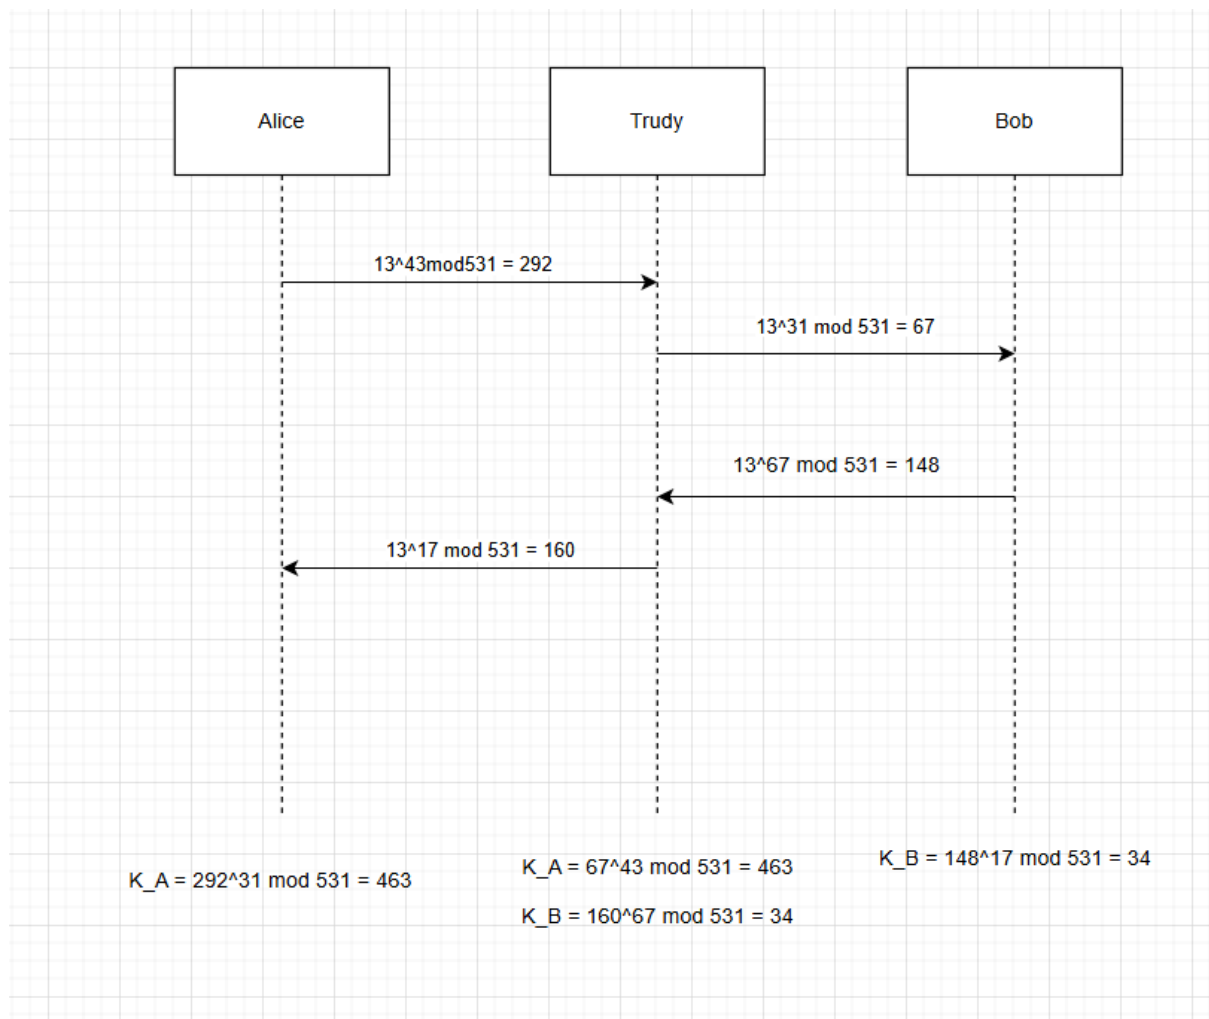 Alice
Trudy
Bob
13^43mod531 = 292
13^31 mod 531 = 67
13^67 mod 531 = 148
13^17 mod 531 = 160
K_A = 292^31 mod 531 = 463
K_A = 67^43 mod 531 = 463
K_B = 160^67 mod 531 = 34
K_B = 148^17 mod 531 = 34